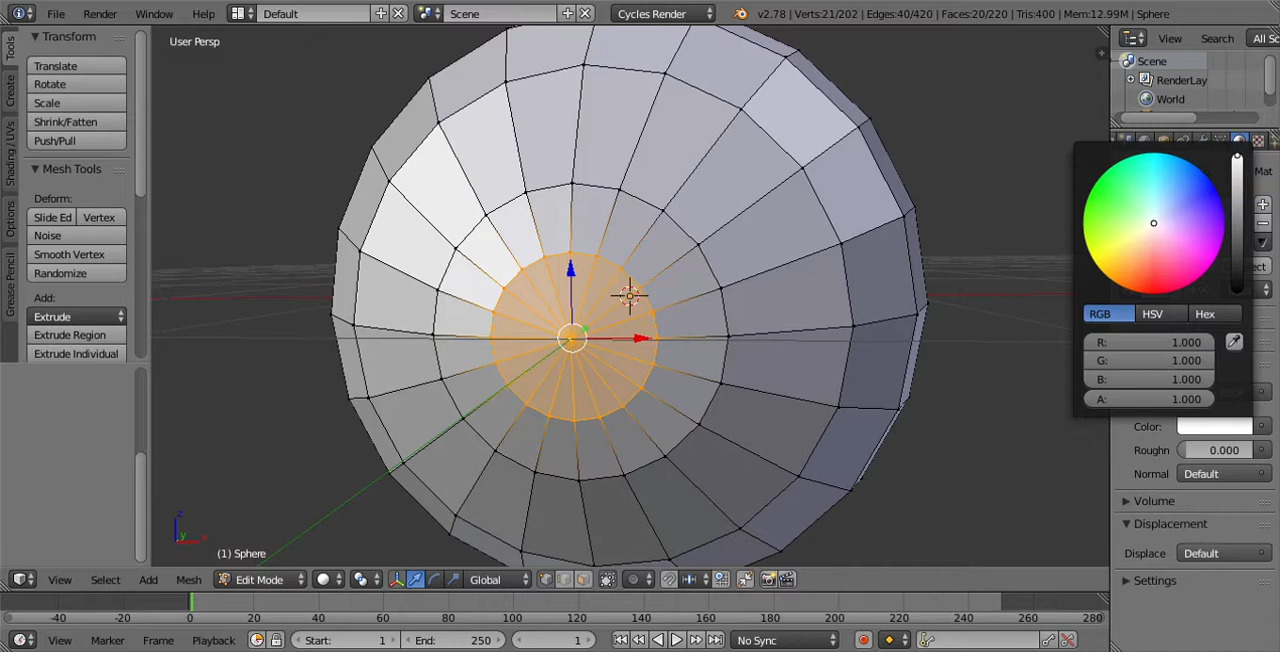 File Render Window Help Default Scene Cycles Render v2.78 | Verts:21/202 | Edges:40/420 | Faces:20/220 | Tris:400 | Mem:12.99M | Sphere
Tools
Create
Shading / UVs
Options
Grease Pencil
Transform
Translate
Rotate
Scale
Shrink/Fatten
Push/Pull
Mesh Tools
Deform:
Slide Ed Vertex
Noise
Smooth Vertex
Randomize
Add:
Extrude
Extrude Region
Extrude Individual
User Persp
z
y x
(1) Sphere
View Search All Sc
Scene
RenderLay
World
Mat
RGB HSV Hex
R: 1.000
G: 1.000
B: 1.000
A: 1.000
Color:
Roughn 0.000
Normal Default
Volume
Displacement
Displace Default
Settings
View Select Add Mesh Edit Mode Global
-40 -20 0 20 40 60 80 100 120 140 160 180 200 220 240 260 280
View Marker Frame Playback Start: 1 End: 250 1 No Sync